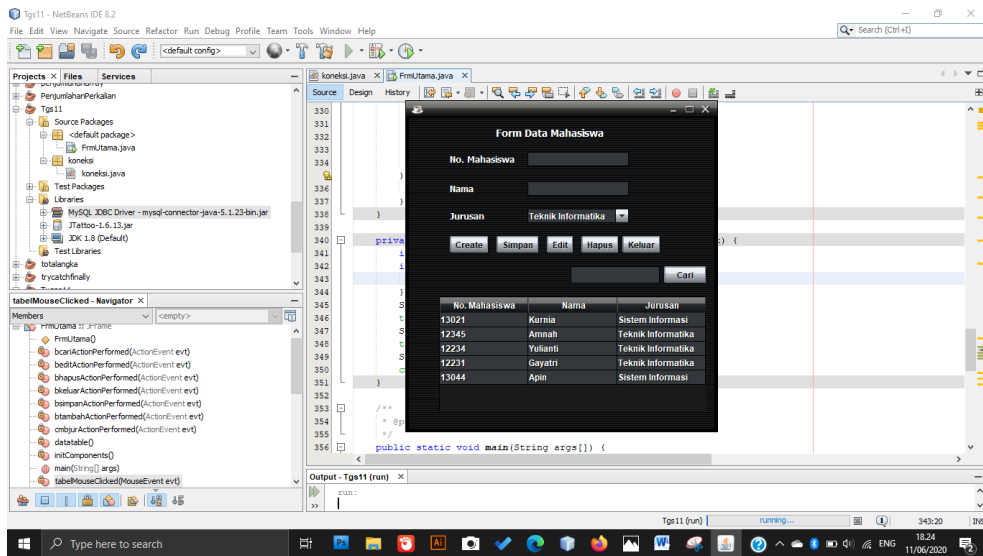 Tgs11 - NetBeans IDE 8.2
File Edit View Navigate Source Refactor Run Debug Profile Team Tools Window Help
Search (Ctrl+I)
<default config>
Projects Files Services
PenjumlahanPerkalian
Tgs11
Source Packages
<default package>
FrmUtama.java
koneksi
koneksi.java
Test Packages
Libraries
MySQL JDBC Driver - mysql-connector-java-5.1.23-bin.jar
JTattoo-1.6.13.jar
JDK 1.8 (Default)
Test Libraries
totalangka
trycatchfinally
tabelMouseClicked - Navigator
Members <empty>
FrmUtama :: JFrame
FrmUtama()
bcariActionPerformed(ActionEvent evt)
beditActionPerformed(ActionEvent evt)
bhapusActionPerformed(ActionEvent evt)
bkeluarActionPerformed(ActionEvent evt)
bsimpanActionPerformed(ActionEvent evt)
btambahActionPerformed(ActionEvent evt)
cmbjurActionPerformed(ActionEvent evt)
datatable()
initComponents()
main(String[] args)
tabelMouseClicked(MouseEvent evt)
koneksi.java FrmUtama.java
Source Design History
330
331
332
333
334
336
337 }
338 }
339
340 priva ) {
341 i
342 i
343
344 }
345 S
346 t
347 S
348 t
349 S
350 c
351 }
352
353 /**
354 * @p
355 */
356 public static void main(String args[]) {
Form Data Mahasiswa
No. Mahasiswa
Nama
Jurusan Teknik Informatika
Create Simpan Edit Hapus Keluar
Cari
No. Mahasiswa Nama Jurusan
13021 Kurnia Sistem Informasi
12345 Amnah Teknik Informatika
12234 Yulianti Teknik Informatika
12231 Gayatri Teknik Informatika
13044 Apin Sistem Informasi
Output - Tgs11 (run)
run:
Tgs11 (run) running... 343:20 INS
Type here to search
ENG
18.24
11/06/2020